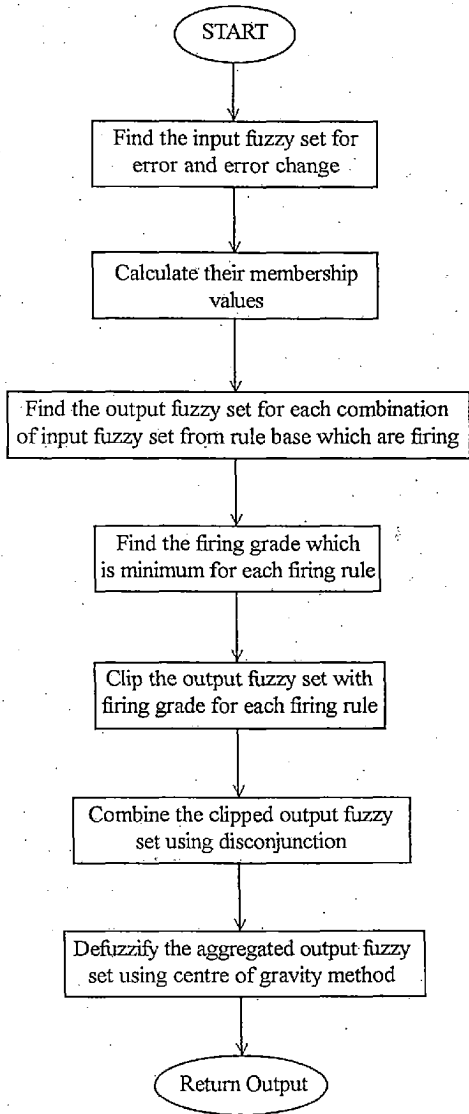 START
Find the input fuzzy set for
error and error change
Calculate their membership
values
Find the output fuzzy set for each combination
of input fuzzy set from rule base which are firing
Find the firing grade which
is minimum for each firing rule
Clip the output fuzzy set with
firing grade for each firing rule
Combine the clipped output fuzzy
set using disconjunction
Defuzzify the aggregated output fuzzy
set using centre of gravity method
Return Output